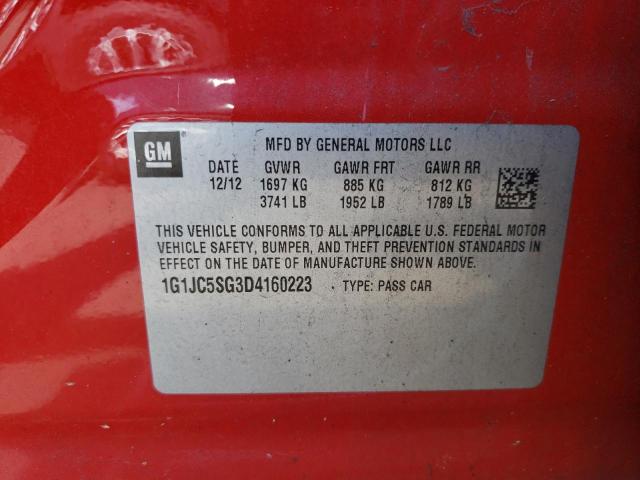 GM MFD BY GENERAL MOTORS LLC
DATE GVWR GAWR FRT GAWR RR
12/12 1697 KG 885 KG 812 KG
3741 LB 1952 LB 1789 LB
THIS VEHICLE CONFORMS TO ALL APPLICABLE U.S. FEDERAL MOTOR
VEHICLE SAFETY, BUMPER, AND THEFT PREVENTION STANDARDS IN
EFFECT ON THE DATE OF MANUFACTURE SHOWN ABOVE.
1G1JC5SG3D4160223 - TYPE: PASS CAR